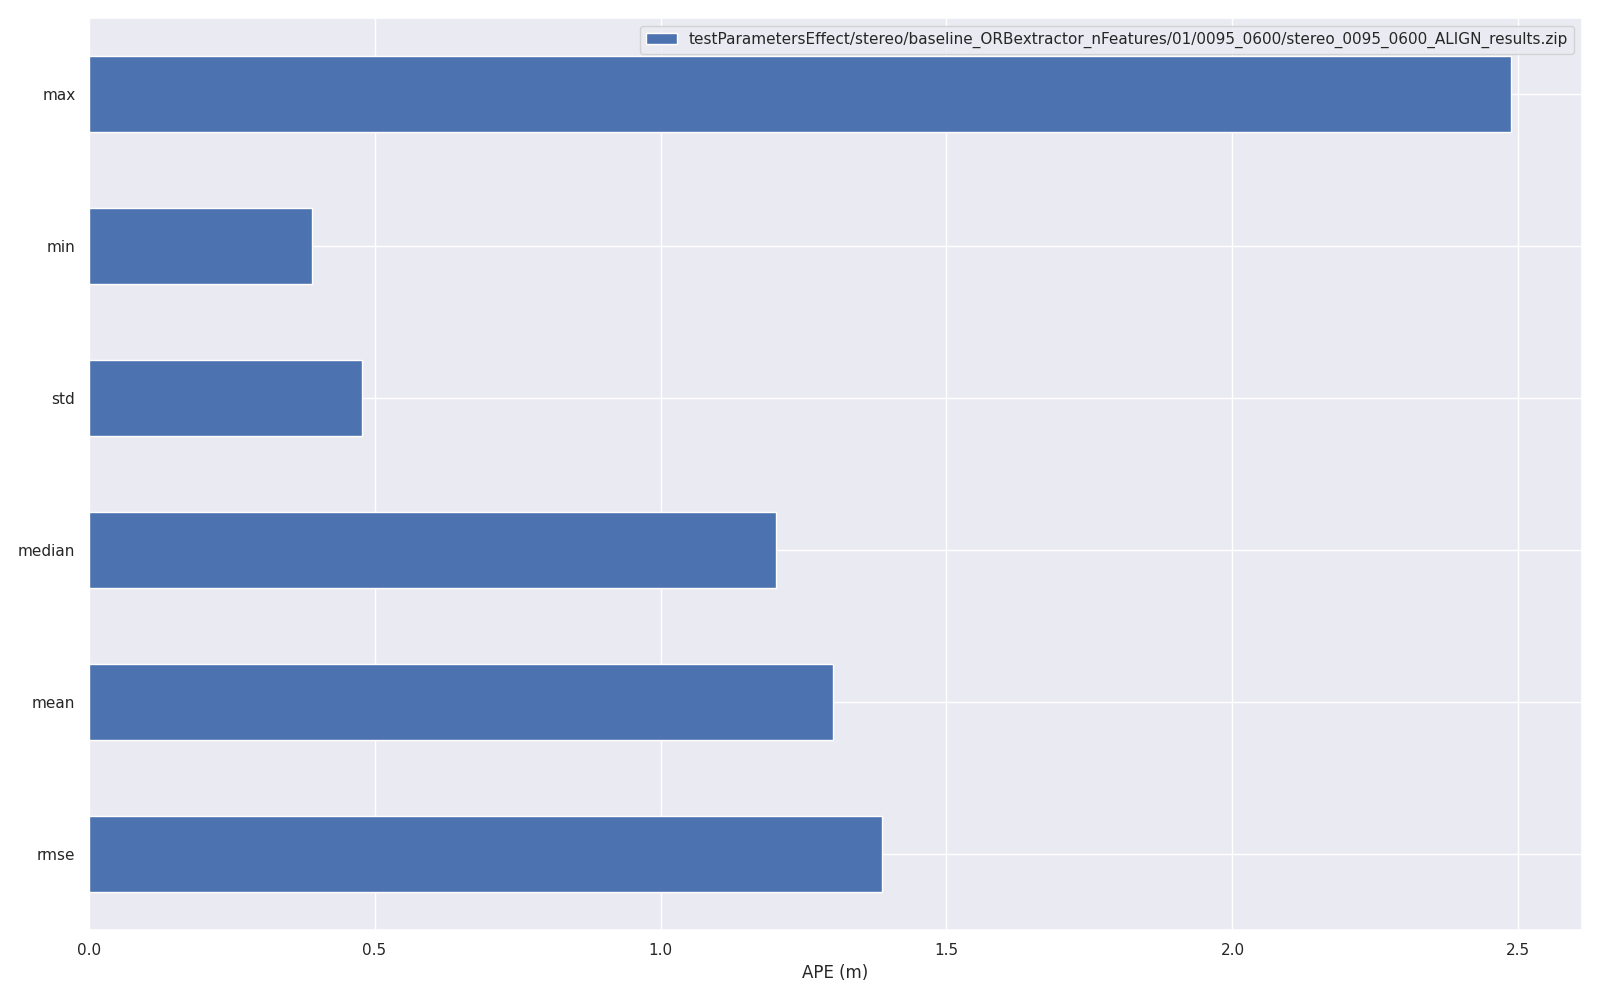 testParametersEffect/stereo/baseline_ORBextractor_nFeatures/01/0095_0600/stereo_0095_0600_ALIGN_results.zip
max
min
std
median
mean
rmse
0.0 0.5 1.0 1.5 2.0 2.5
APE (m)